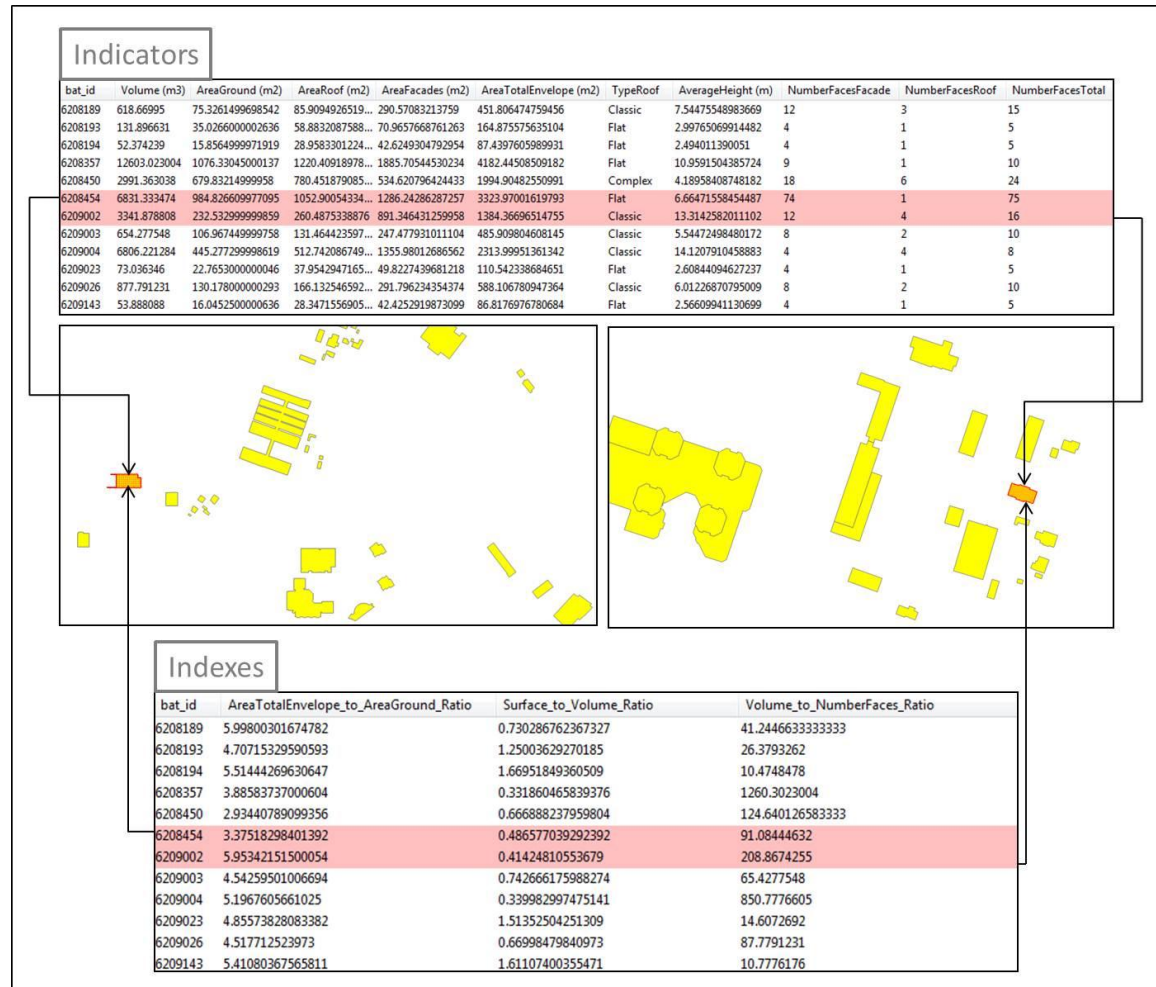 Indicators
bat_id Volume (m3) AreaGround (m2) AreaRoof (m2) AreaFacades (m2) AreaTotalEnvelope (m2) TypeRoof AverageHeight (m) NumberFacesFacade NumberFacesRoof NumberFacesTotal
6208189 618.66995 75.3261499698542 85.9094926519... 290.57083213759 451.806474759456 Classic 7.54475548983669 12 3 15
6208193 131.896631 35.0266000002636 58.8832087588... 70.9657668761263 164.875575635104 Flat 2.99765069914482 4 1 5
6208194 52.374239 15.8564999971919 28.9583301224... 42.6249304792954 87.4397605989931 Flat 2.494011390051 4 1 5
6208357 12603.023004 1076.33045000137 1220.40918978... 1885.70544530234 4182.44508509182 Flat 10.9591504385724 9 1 10
6208450 2991.363038 679.83214999958 780.451879085... 534.620796424433 1994.90482550991 Complex 4.18958408748182 18 6 24
6208454 6831.333474 984.826609977095 1052.90054334... 1286.24286287257 3323.97001619793 Flat 6.66471558454487 74 1 75
6209002 3341.878808 232.532999999859 260.4875338876 891.346431259958 1384.36696514755 Classic 13.3142582011102 12 4 16
6209003 654.277548 106.967449999758 131.464423597... 247.477931011104 485.909804608145 Classic 5.54472498480172 8 2 10
6209004 6806.221284 445.277299998619 512.742086749... 1355.98012686562 2313.99951361342 Classic 14.1207910458883 4 4 8
6209023 73.036346 22.7653000000046 37.9542947165... 49.8227439681218 110.542338684651 Flat 2.60844094627237 4 1 5
6209026 877.791231 130.178000000293 166.132546592... 291.796234354374 588.106780947364 Classic 6.01226870795009 8 2 10
6209143 53.888088 16.0452500000636 28.3471556905... 42.4252919873099 86.8176976780684 Flat 2.56609941130699 4 1 5
Indexes
bat_id AreaTotalEnvelope_to_AreaGround_Ratio Surface_to_Volume_Ratio Volume_to_NumberFaces_Ratio
6208189 5.99800301674782 0.730286762367327 41.2446633333333
6208193 4.70715329590593 1.25003629270185 26.3793262
6208194 5.51444269630647 1.66951849360509 10.4748478
6208357 3.88583737000604 0.331860465839376 1260.3023004
6208450 2.93440789099356 0.666888237959804 124.640126583333
6208454 3.37518298401392 0.486577039292392 91.08444632
6209002 5.95342151500054 0.41424810553679 208.8674255
6209003 4.54259501006694 0.742666175988274 65.4277548
6209004 5.1967605661025 0.339982997475141 850.7776605
6209023 4.85573828083382 1.51352504251309 14.6072692
6209026 4.517712523973 0.66998479840973 87.7791231
6209143 5.41080367565811 1.61107400355471 10.7776176